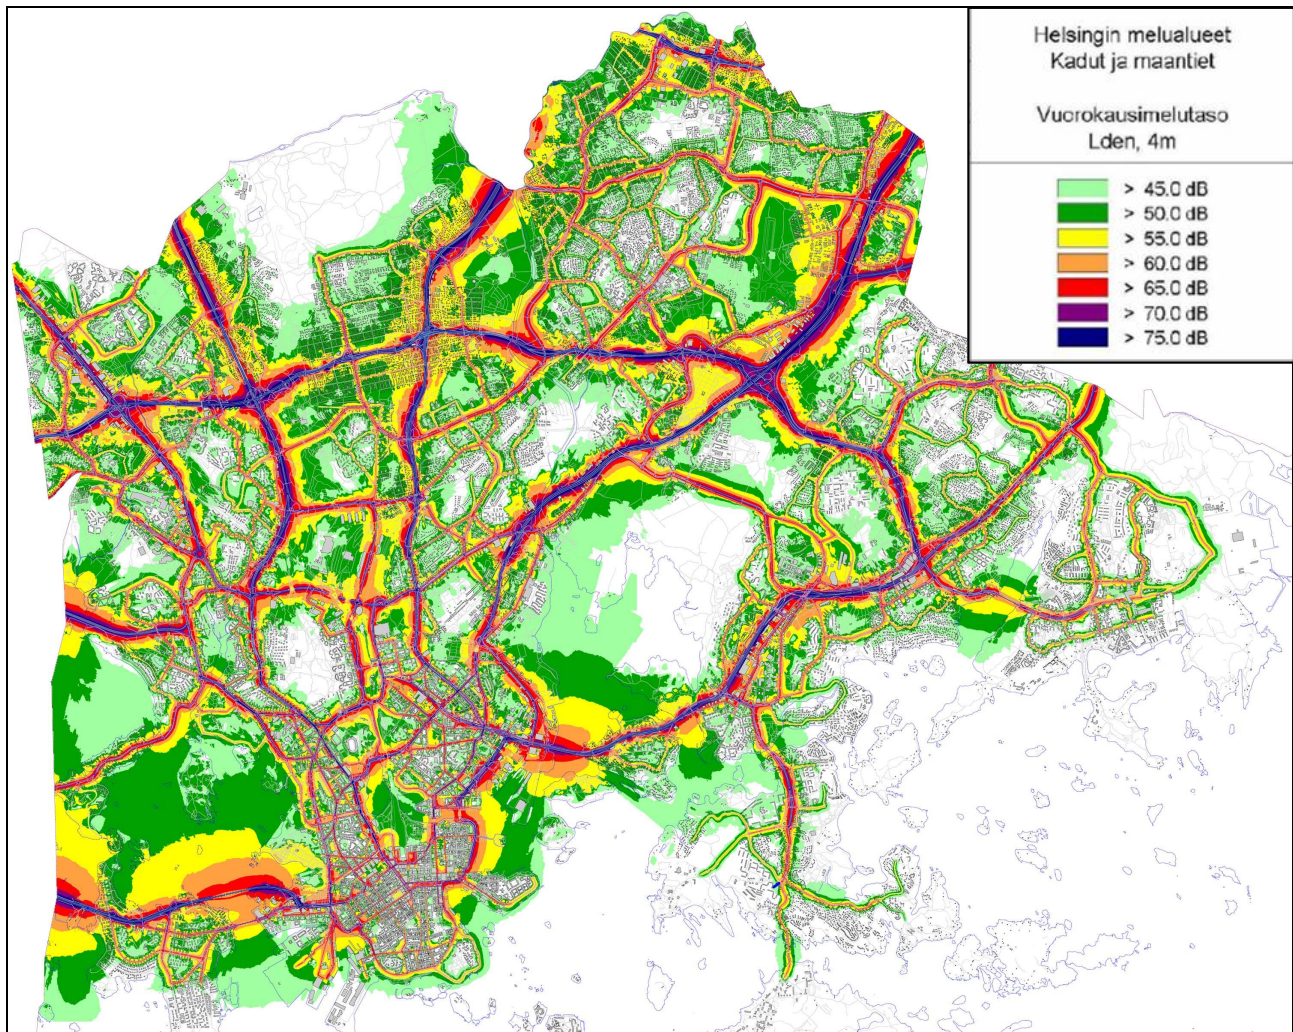 Helsingin melualueet
Kadut ja maantiet
Vuorokausimelutaso
Lden, 4m
> 45.0 dB
> 50.0 dB
> 55.0 dB
> 60.0 dB
> 65.0 dB
> 70.0 dB
> 75.0 dB